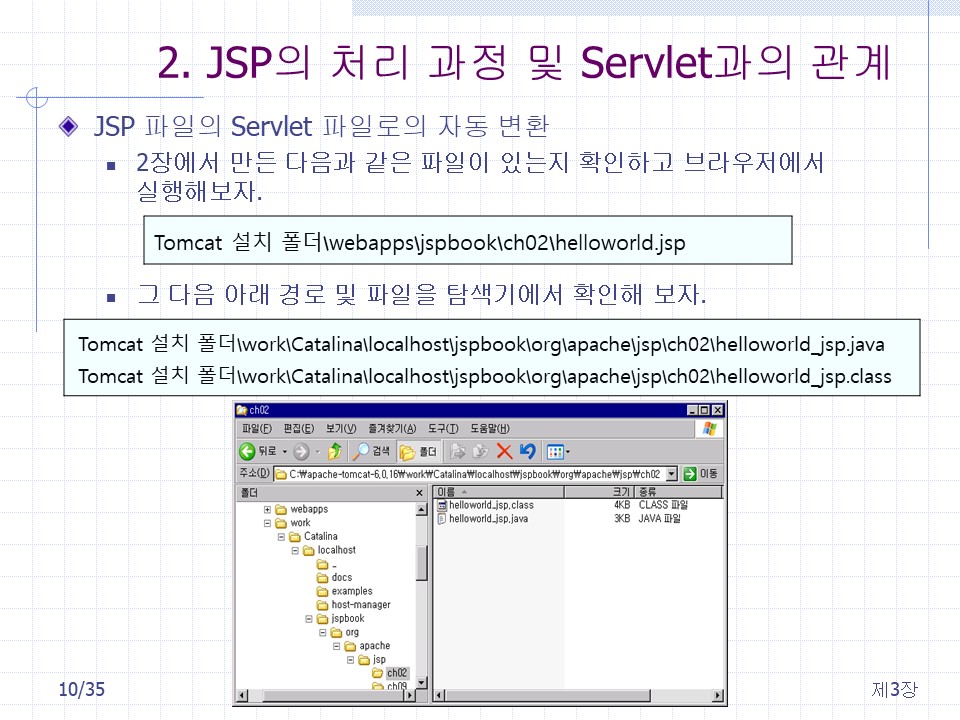 2. JSP의 처리 과정 및 Servlet과의 관계
JSP 파일의 Servlet 파일로의 자동 변환
2장에서 만든 다음과 같은 파일이 있는지 확인하고 브라우저에서
실행해보자.
Tomcat 설치 폴더\webapps\jspbook\ch02\helloworld.jsp
그 다음 아래 경로 및 파일을 탐색기에서 확인해 보자.
Tomcat 설치 폴더\work\Catalina\localhost\jspbook\org\apache\jsp\ch02\helloworld_jsp.java
Tomcat 설치 폴더\work\Catalina\localhost\jspbook\org\apache\jsp\ch02\helloworld_jsp.class
ch02
파일(F) 편집(E) 보기(V) 즐겨찾기(A) 도구(T) 도움말(H)
뒤로 검색 폴더
주소(D) C:₩apache-tomcat-6.0.16₩work₩Catalina₩localhost₩jspbook₩org₩apache₩jsp₩ch02 이동
폴더 이름 크기 종류
helloworld_jsp.class 4KB CLASS 파일
helloworld_jsp.java 3KB JAVA 파일
webapps
work
Catalina
localhost
_
docs
examples
host-manager
jspbook
org
apache
jsp
ch02
ch09
10/35
제3장